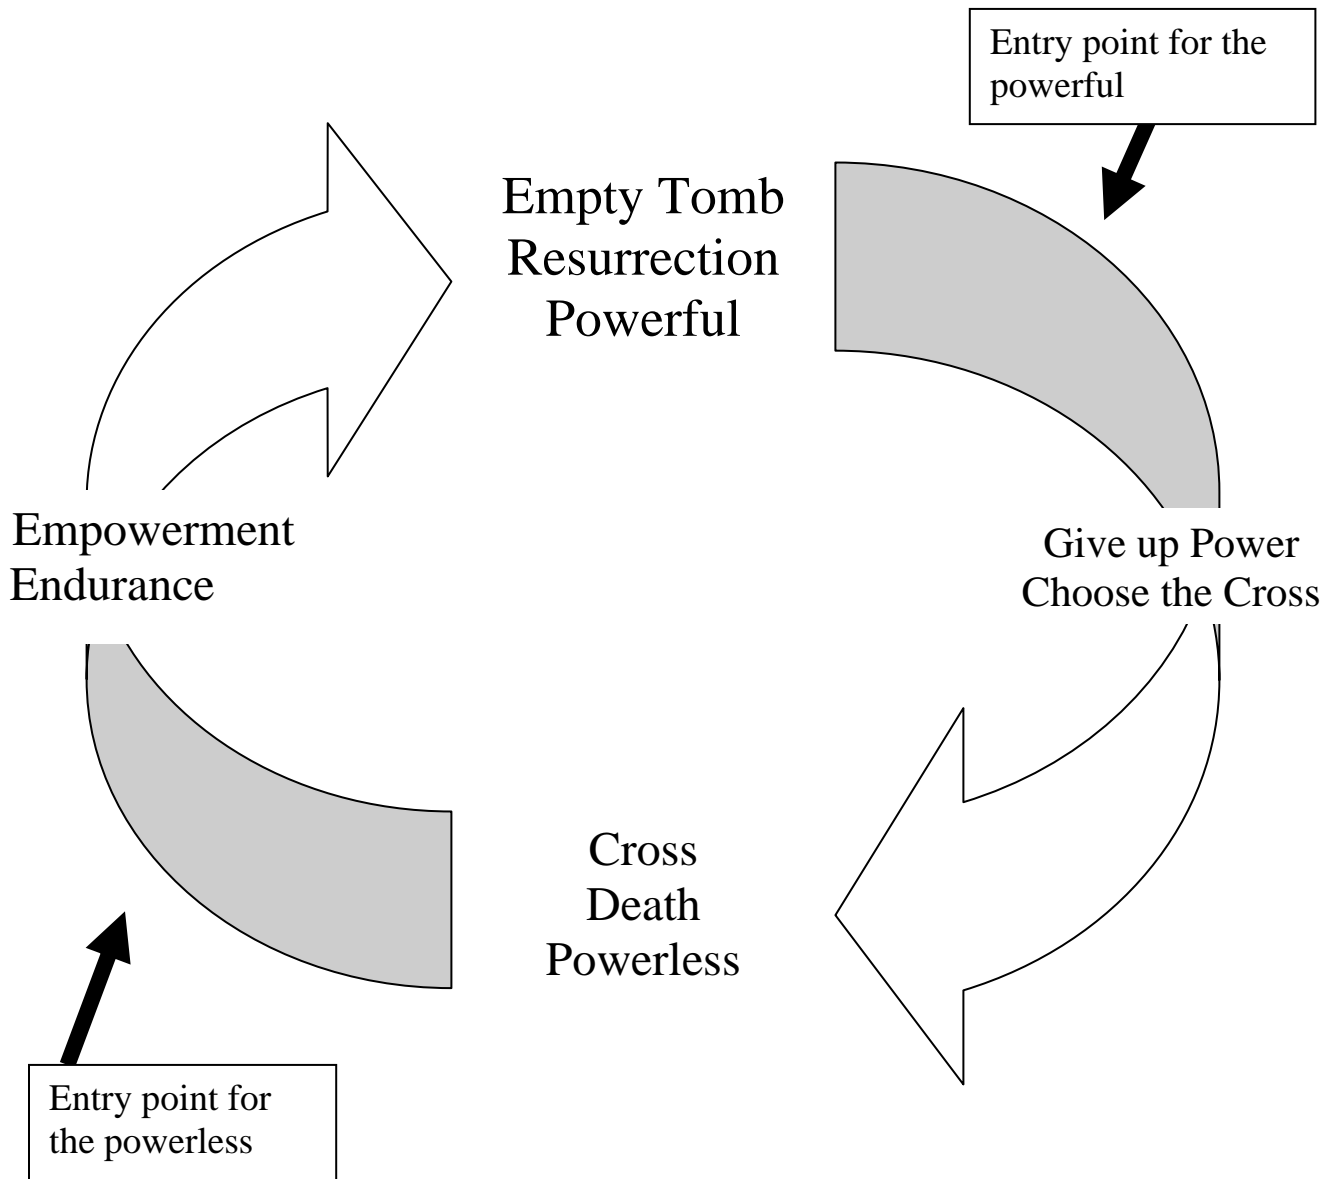 Entry point for the
powerful
Empty Tomb
Resurrection
Powerful
Empowerment
Endurance
Give up Power
Choose the Cross
Cross
Death
Powerless
Entry point for
the powerless